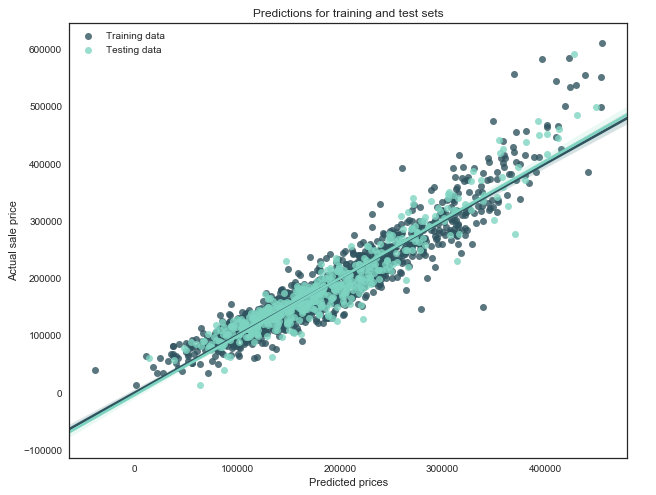 Predictions for training and test sets
Training data
Testing data
600000
500000
400000
300000
200000
100000
0
−100000
Actual sale price
0 100000 200000 300000 400000
Predicted prices